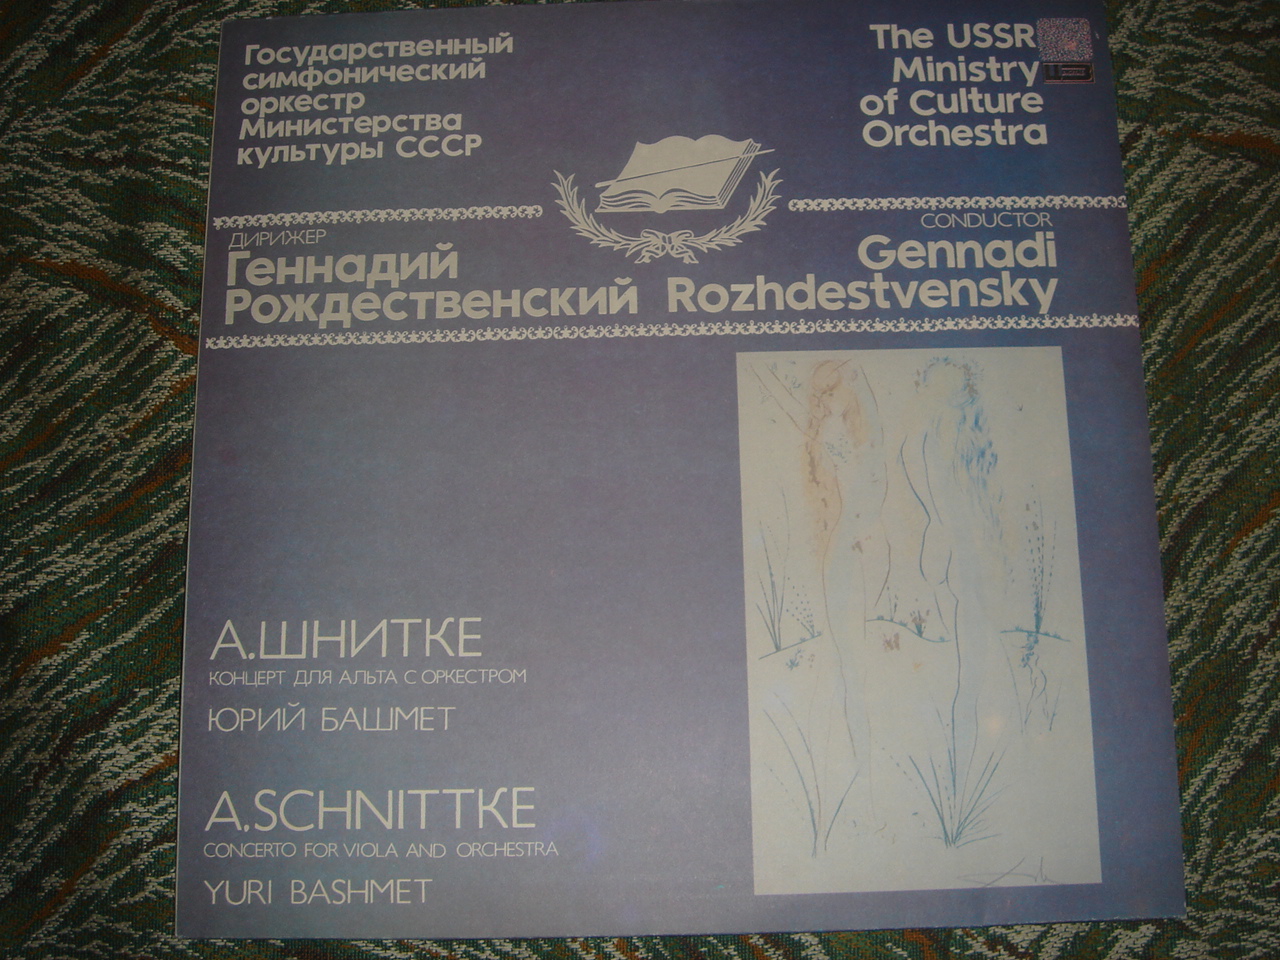 Государственный
симфонический
оркестр
Министерства
культуры СССР
The USSR
Ministry
of Culture
Orchestra
ДИРИЖЕР
Геннадий
Рождественский
CONDUCTOR
Gennadi
Rozhdestvensky
А.ШНИТКЕ
КОНЦЕРТ ДЛЯ АЛЬТА С ОРКЕСТРОМ
ЮРИЙ БАШМЕТ
A.SCHNITTKE
CONCERTO FOR VIOLA AND ORCHESTRA
YURI BASHMET